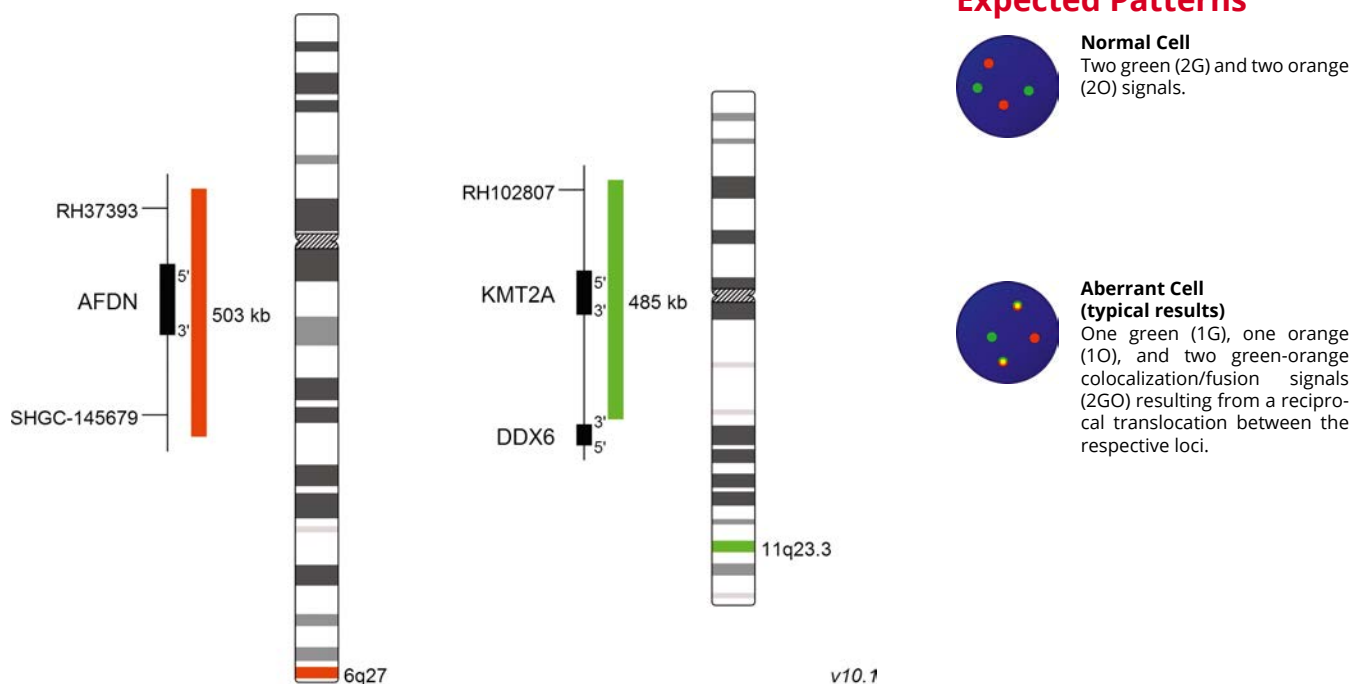 Expected Patterns
Normal Cell
Two green (2G) and two orange
(2O) signals.
Aberrant Cell
(typical results)
One green (1G), one orange
(1O), and two green-orange
colocalization/fusion signals
(2GO) resulting from a recipro-
cal translocation between the
respective loci.
RH37393
5'
AFDN
3'
503 kb
SHGC-145679
6q27
RH102807
5'
KMT2A
3'
485 kb
3'
DDX6
5'
11q23.3
v10.1